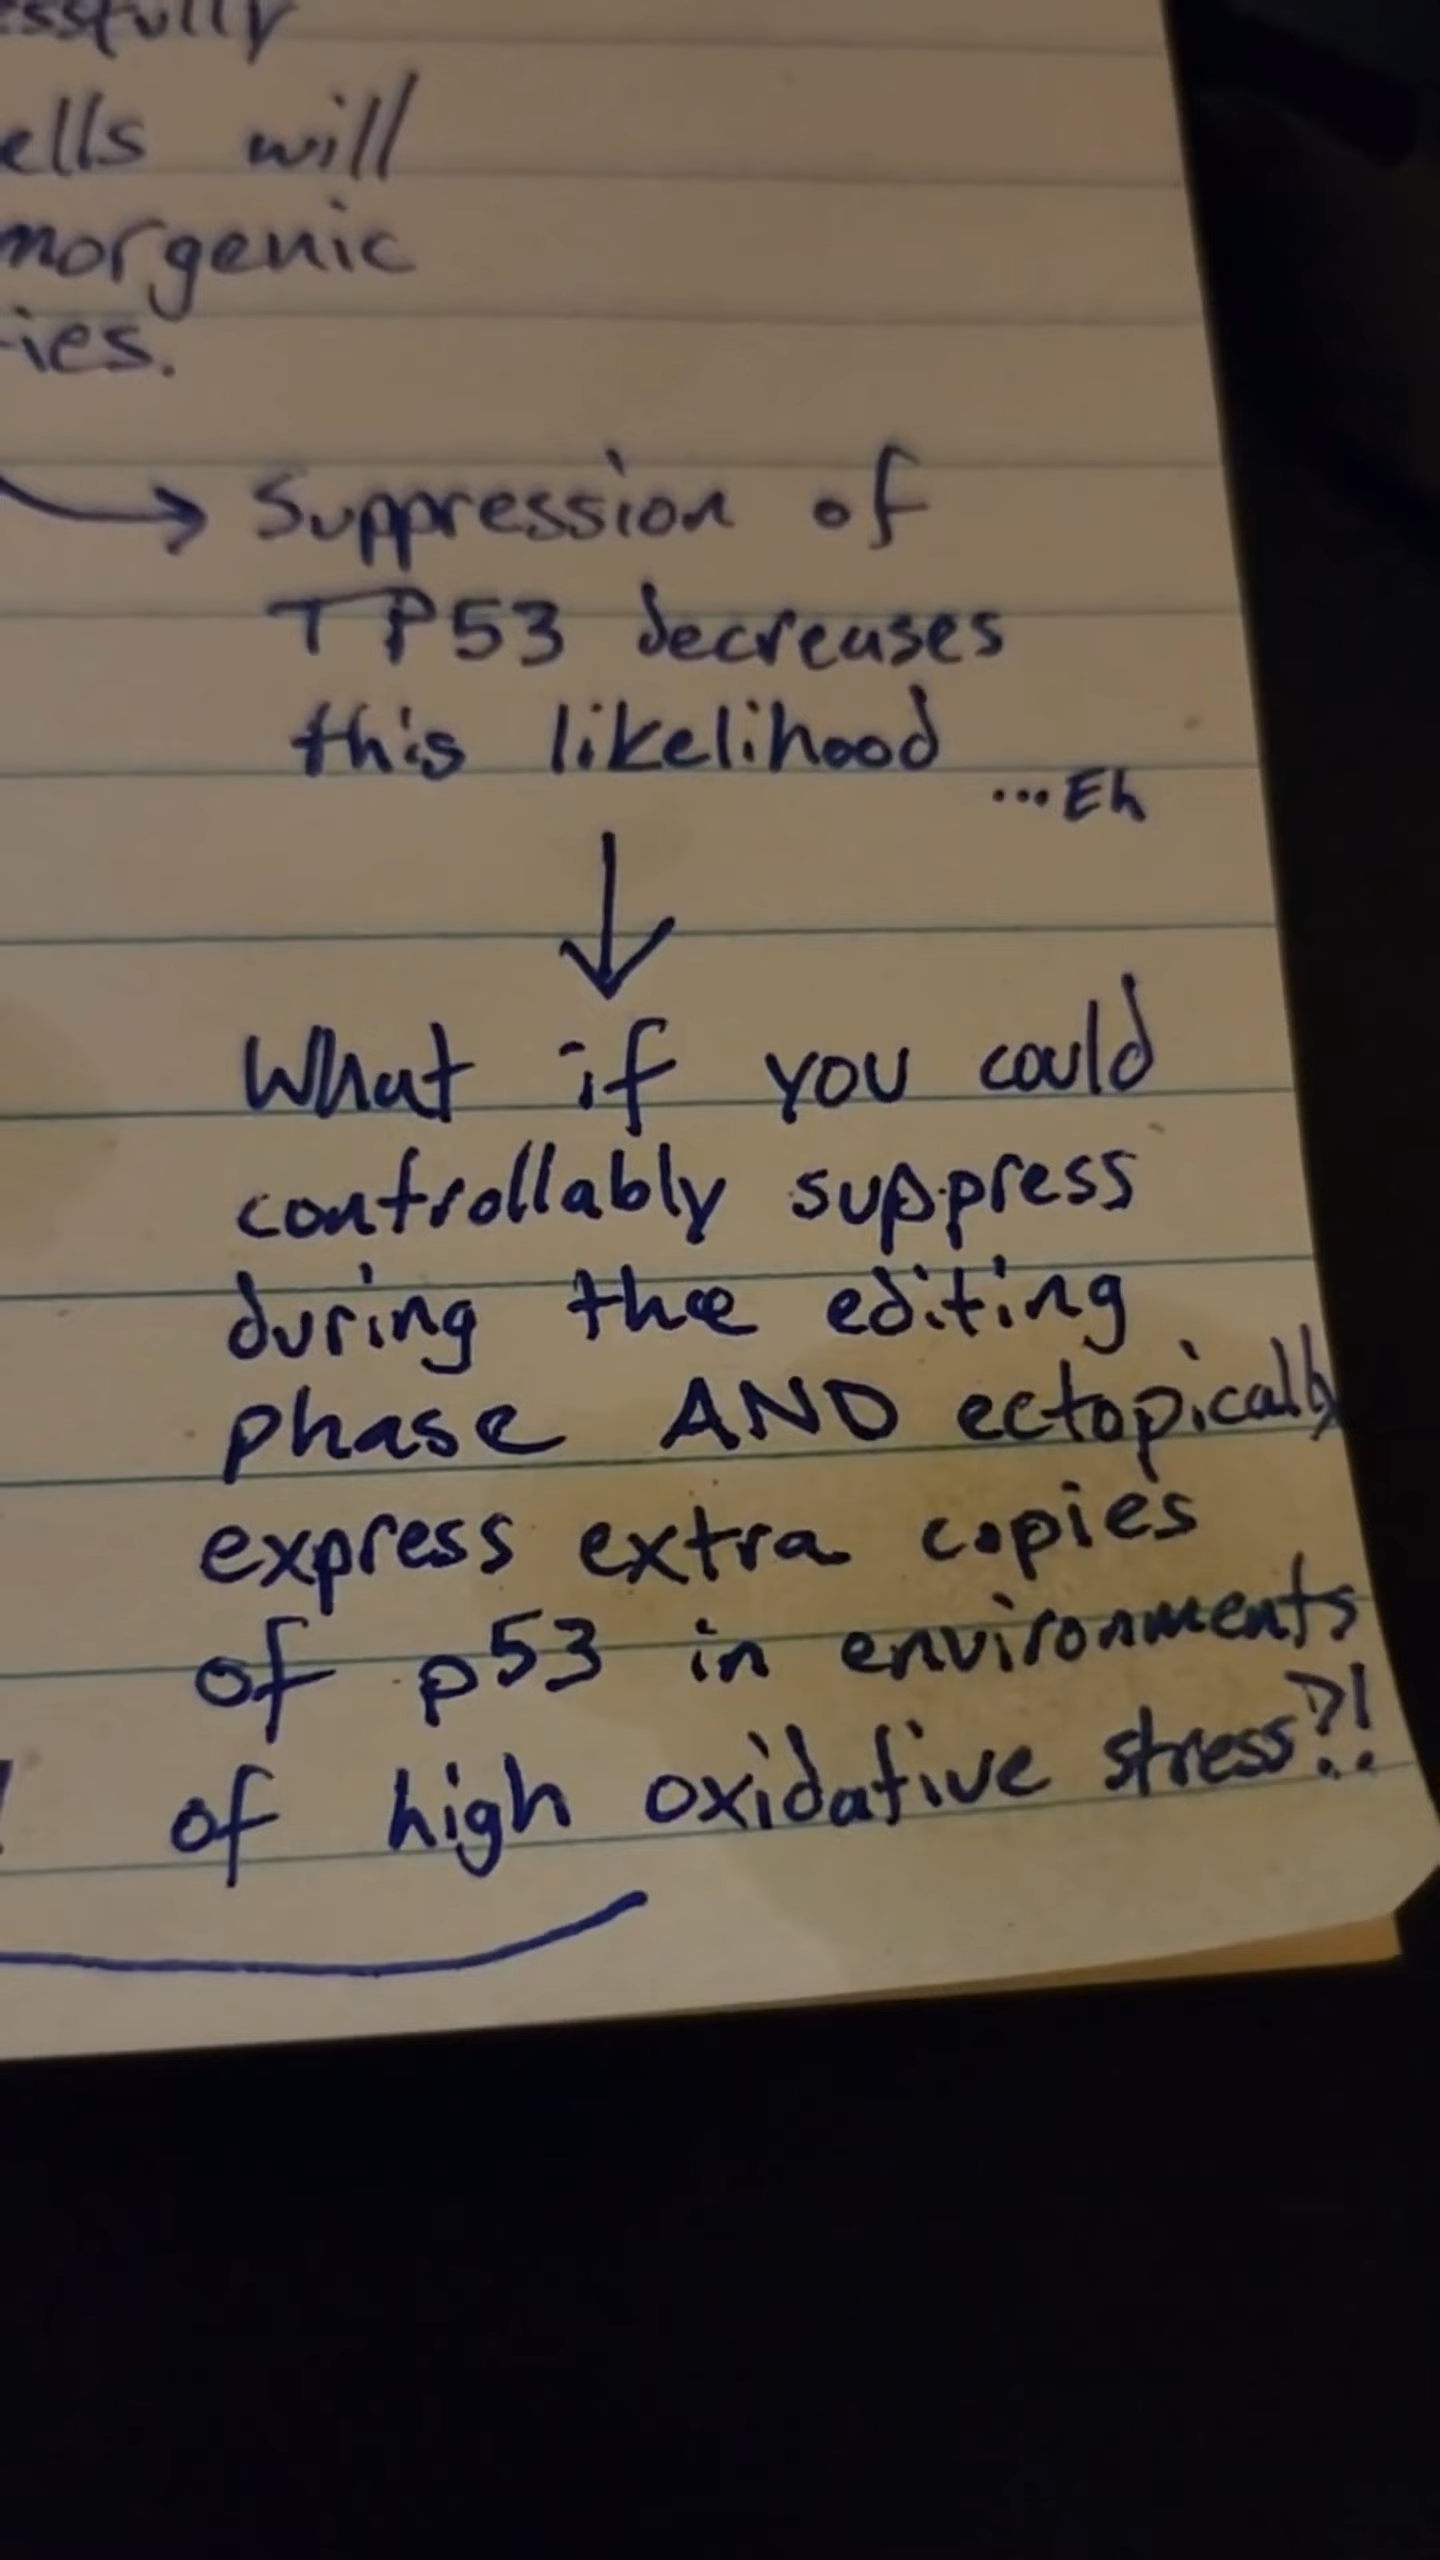 essfully
ells will
morgenic
ies.
→ Suppression of
TP53 decreases
this likelihood
...Eh
↓
What if you could
controllably suppress
during the editing
phase AND ectopically
express extra copies
of p53 in environments
of high oxidative stress?!